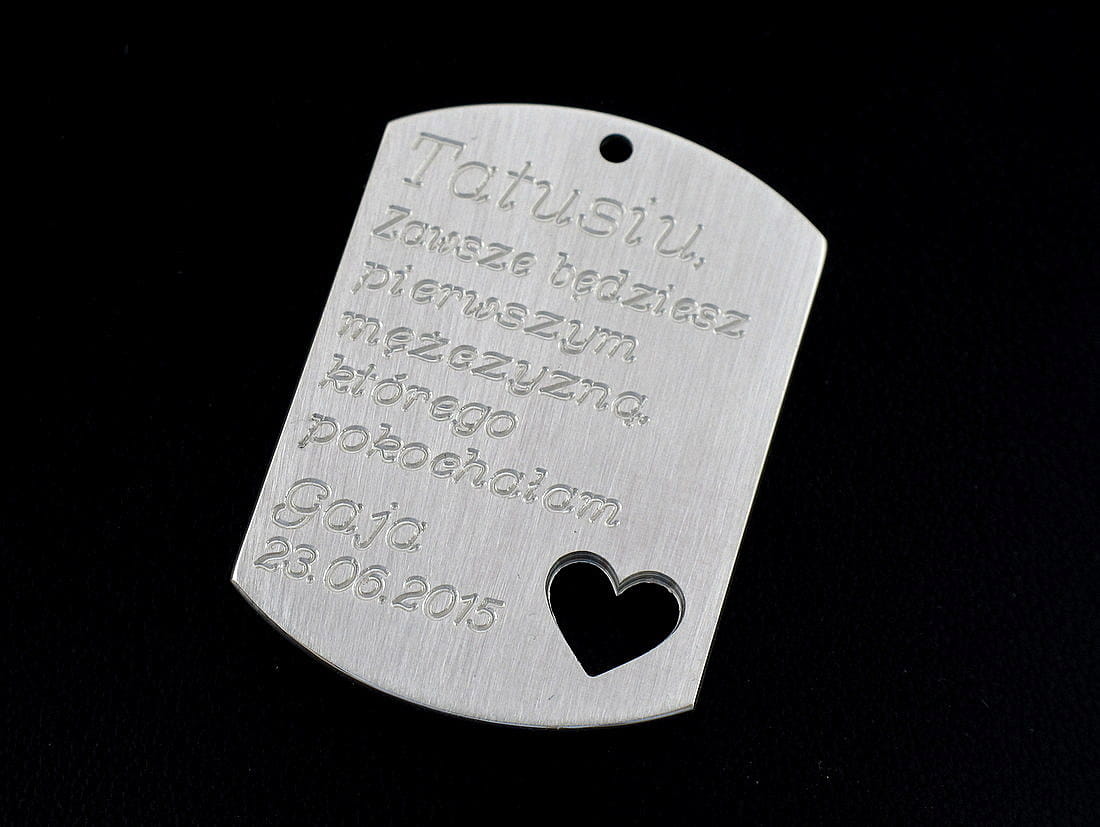 Tatusiu,
Zawsze będziesz
pierwszym
mężczyzną,
którego
pokochałam
Gaja
23.06.2015